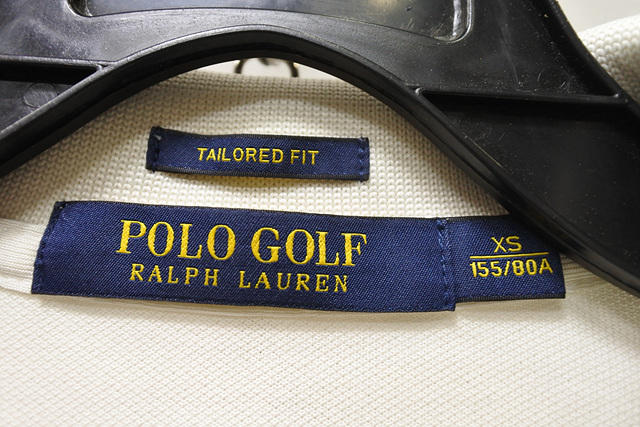 TAILORED FIT
POLO GOLF
RALPH LAUREN
XS
155/80A